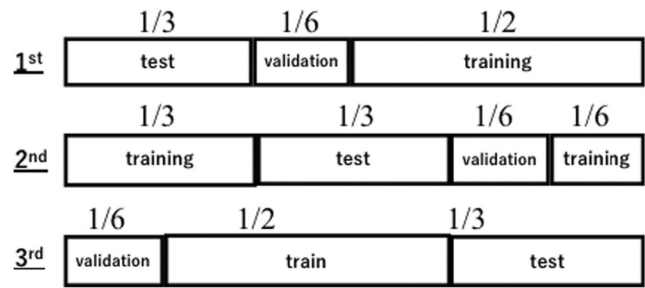 1/3 1/6 1/2
1st test validation training
1/3 1/3 1/6 1/6
2nd training test validation training
1/6 1/2 1/3
3rd validation train test